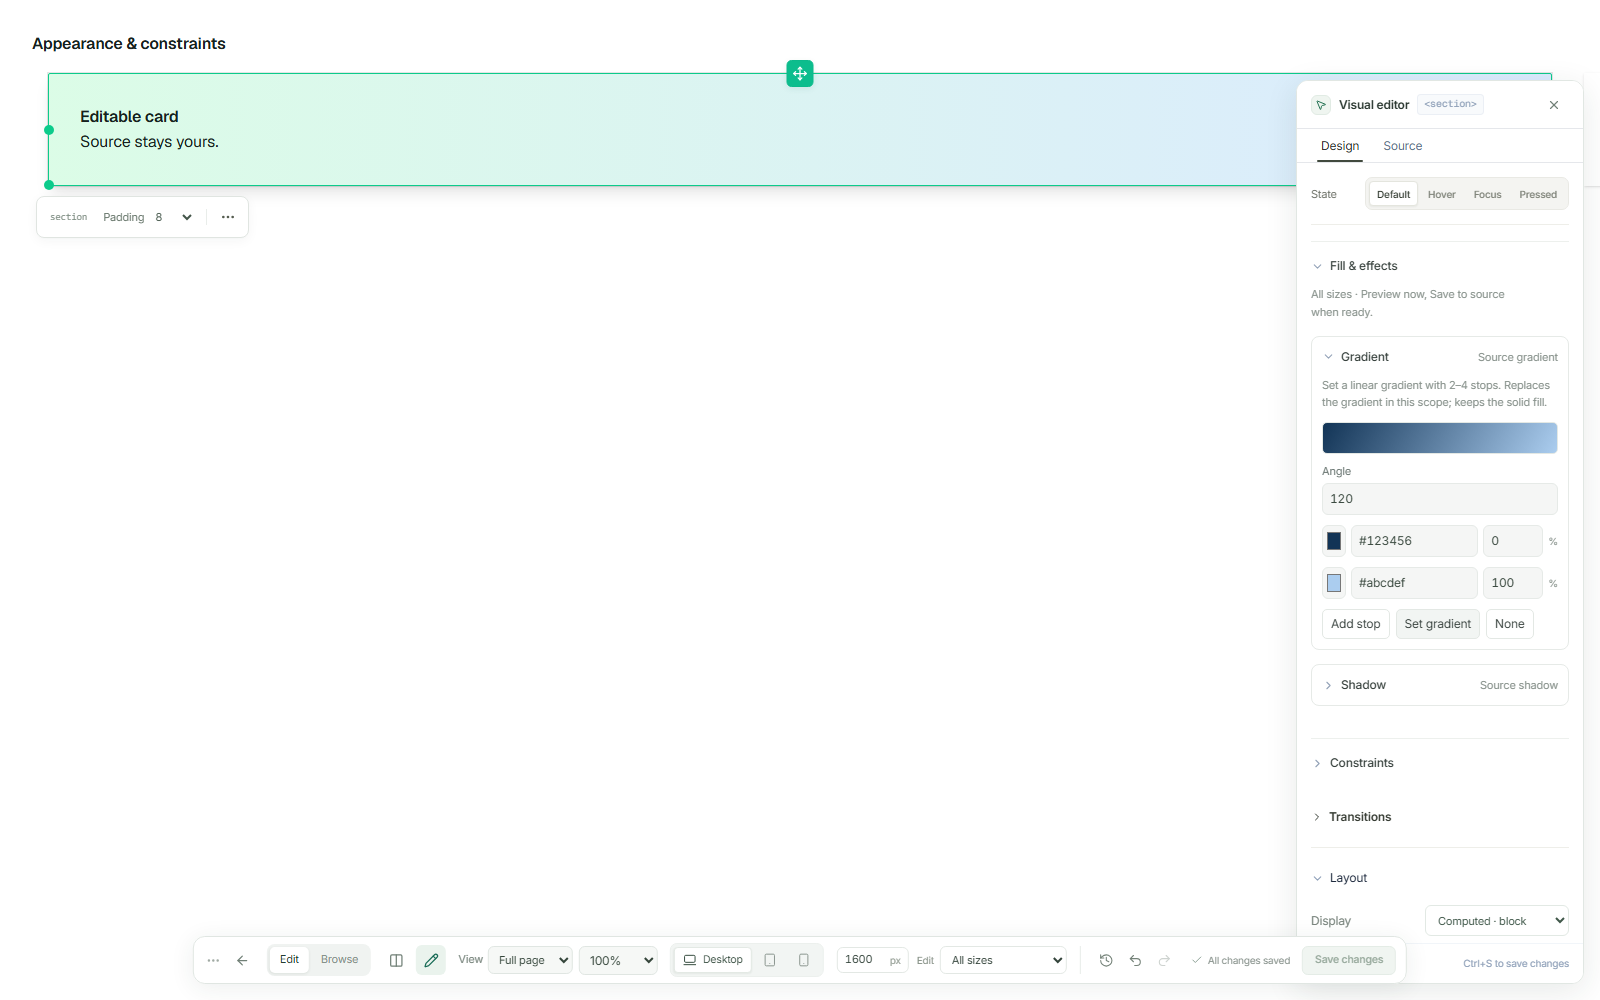 Appearance & constraints
Editable card
Source stays yours.
section Padding 8
Visual editor <section>
Design Source
State Default Hover Focus Pressed
Fill & effects
All sizes · Preview now, Save to source
when ready.
Gradient Source gradient
Set a linear gradient with 2–4 stops. Replaces
the gradient in this scope; keeps the solid fill.
Angle
120
#123456 0 %
#abcdef 100 %
Add stop Set gradient None
Shadow Source shadow
Constraints
Transitions
Layout
Display Computed · block
Edit Browse View Full page 100% Desktop 1600 px Edit All sizes All changes saved Save changes
Ctrl+S to save changes